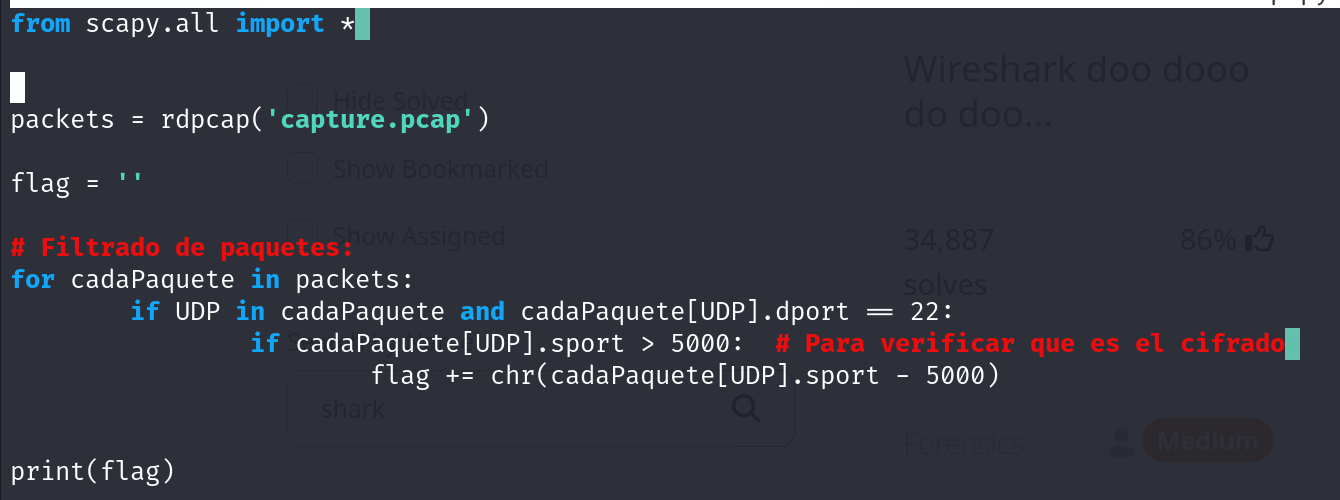 from scapy.all import *
Wireshark doo dooo
do doo...
Hide Solved
packets = rdpcap('capture.pcap')
Show Bookmarked
flag = ''
Show Assigned
# Filtrado de paquetes:
34,887
86%
for cadaPaquete in packets:
solves
if UDP in cadaPaquete and cadaPaquete[UDP].dport == 22:
if cadaPaquete[UDP].sport > 5000:  # Para verificar que es el cifrado
flag += chr(cadaPaquete[UDP].sport - 5000)
shark
Forensics
Medium
print(flag)